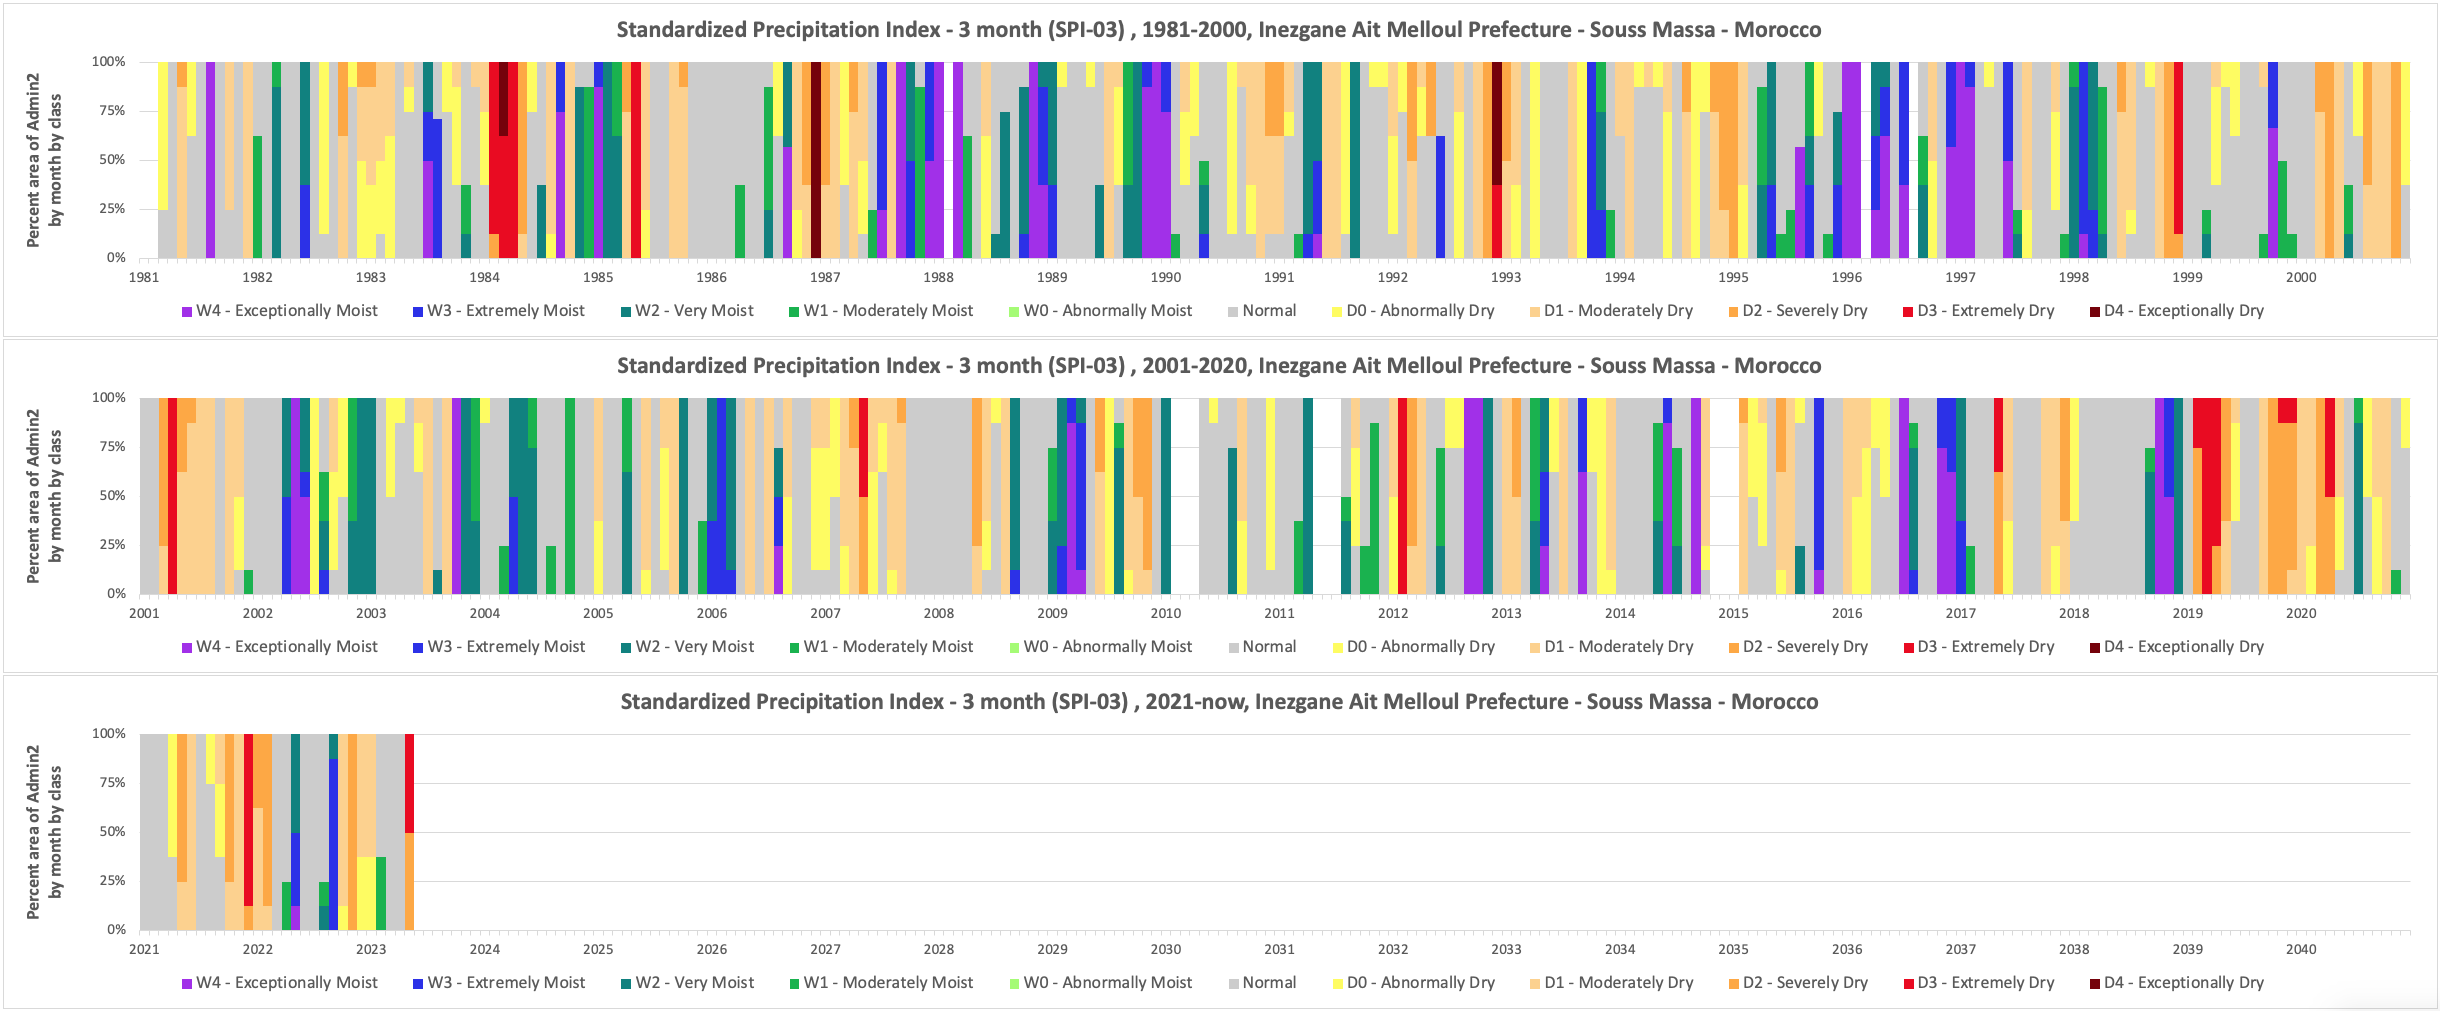 Standardized Precipitation Index - 3 month (SPI-03) , 1981-2000, Inezgane Ait Melloul Prefecture - Souss Massa - Morocco
Percent area of Admin2
by month by class
100%
75%
50%
25%
0%
1981 1982 1983 1984 1985 1986 1987 1988 1989 1990 1991 1992 1993 1994 1995 1996 1997 1998 1999 2000
W4 - Exceptionally Moist W3 - Extremely Moist W2 - Very Moist W1 - Moderately Moist W0 - Abnormally Moist Normal D0 - Abnormally Dry D1 - Moderately Dry D2 - Severely Dry D3 - Extremely Dry D4 - Exceptionally Dry
Standardized Precipitation Index - 3 month (SPI-03) , 2001-2020, Inezgane Ait Melloul Prefecture - Souss Massa - Morocco
Percent area of Admin2
by month by class
100%
75%
50%
25%
0%
2001 2002 2003 2004 2005 2006 2007 2008 2009 2010 2011 2012 2013 2014 2015 2016 2017 2018 2019 2020
W4 - Exceptionally Moist W3 - Extremely Moist W2 - Very Moist W1 - Moderately Moist W0 - Abnormally Moist Normal D0 - Abnormally Dry D1 - Moderately Dry D2 - Severely Dry D3 - Extremely Dry D4 - Exceptionally Dry
Standardized Precipitation Index - 3 month (SPI-03) , 2021-now, Inezgane Ait Melloul Prefecture - Souss Massa - Morocco
Percent area of Admin2
by month by class
100%
75%
50%
25%
0%
2021 2022 2023 2024 2025 2026 2027 2028 2029 2030 2031 2032 2033 2034 2035 2036 2037 2038 2039 2040
W4 - Exceptionally Moist W3 - Extremely Moist W2 - Very Moist W1 - Moderately Moist W0 - Abnormally Moist Normal D0 - Abnormally Dry D1 - Moderately Dry D2 - Severely Dry D3 - Extremely Dry D4 - Exceptionally Dry